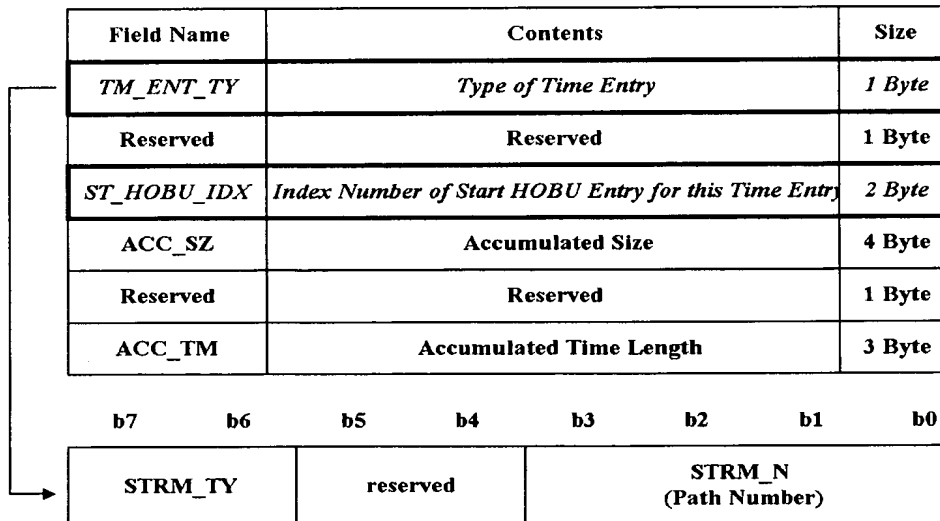 Field Name Contents Size
TM_ENT_TY Type of Time Entry 1 Byte
Reserved Reserved 1 Byte
ST_HOBU_IDX Index Number of Start HOBU Entry for this Time Entry 2 Byte
ACC_SZ Accumulated Size 4 Byte
Reserved Reserved 1 Byte
ACC_TM Accumulated Time Length 3 Byte
b7 b6 b5 b4 b3 b2 b1 b0
STRM_TY reserved STRM_N
(Path Number)